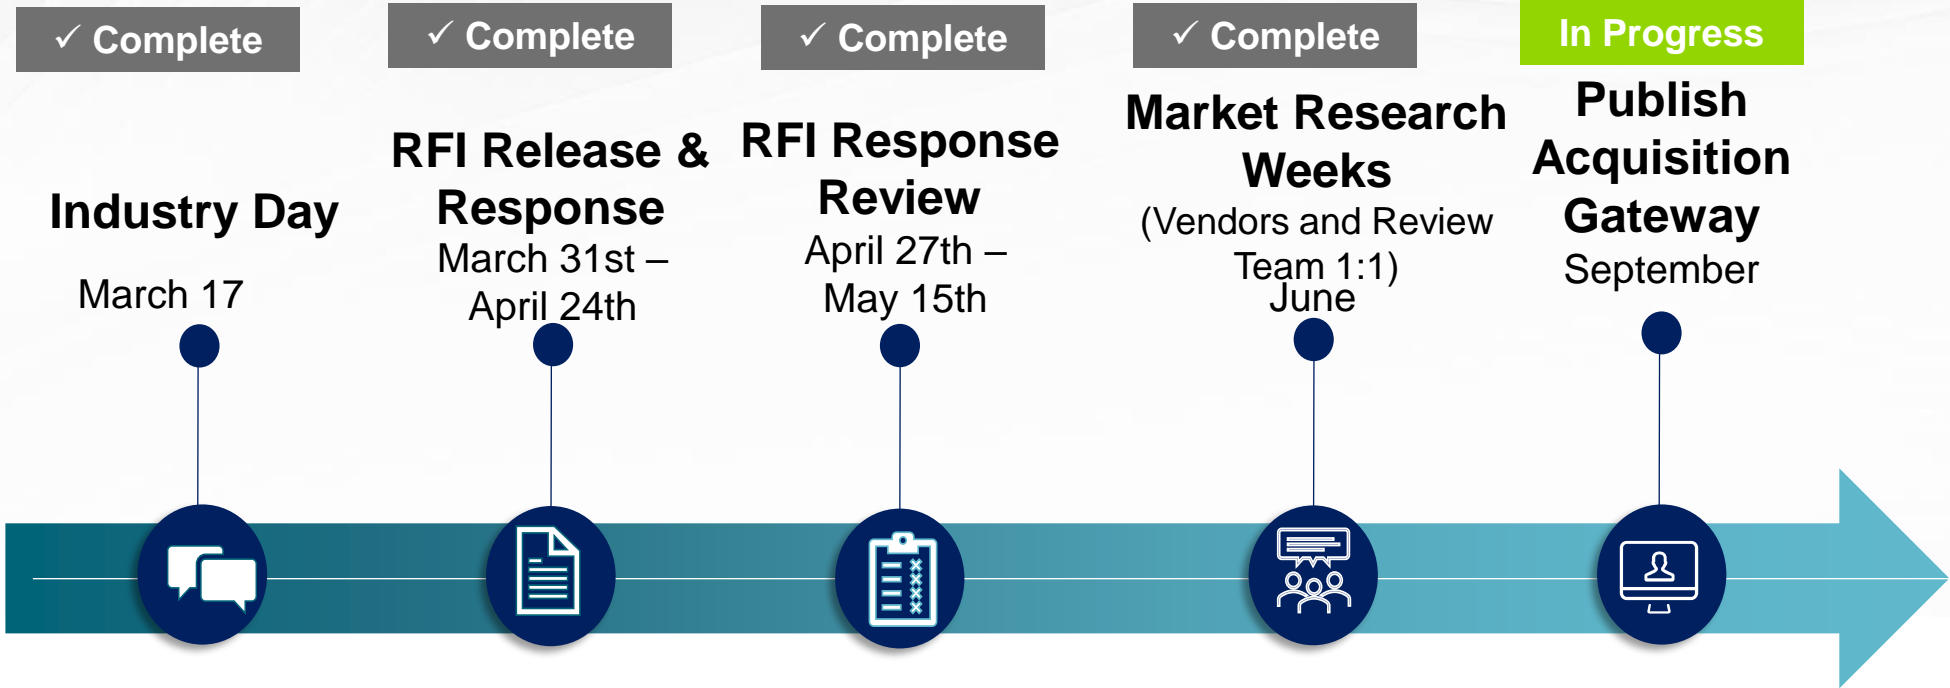 ✓ Complete
Industry Day
March 17
✓ Complete
RFI Release &
Response
March 31st –
April 24th
✓ Complete
RFI Response
Review
April 27th –
May 15th
✓ Complete
Market Research
Weeks
(Vendors and Review
Team 1:1)
June
In Progress
Publish
Acquisition
Gateway
September